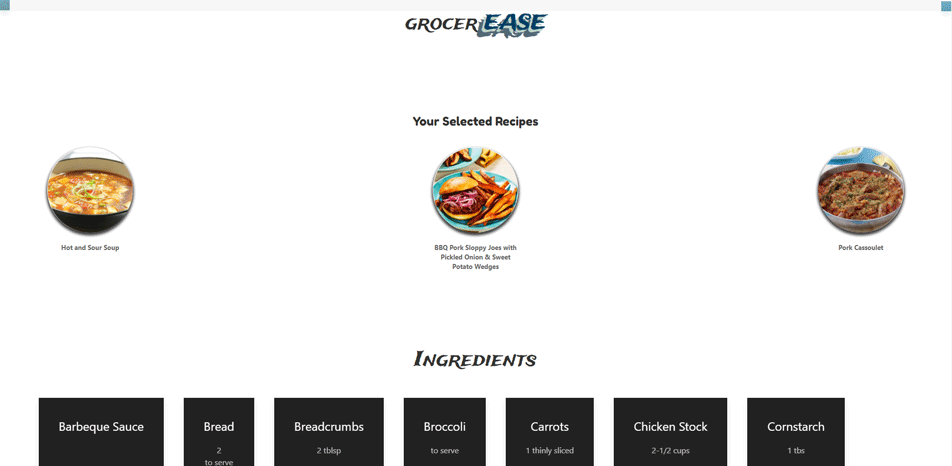 GROCEREASE
Your Selected Recipes
Hot and Sour Soup
BBQ Pork Sloppy Joes with
Pickled Onion & Sweet
Potato Wedges
Pork Cassoulet
Ingredients
Barbeque Sauce
Bread
2
to serve
Breadcrumbs
2 tblsp
Broccoli
to serve
Carrots
1 thinly sliced
Chicken Stock
2-1/2 cups
Cornstarch
1 tbs